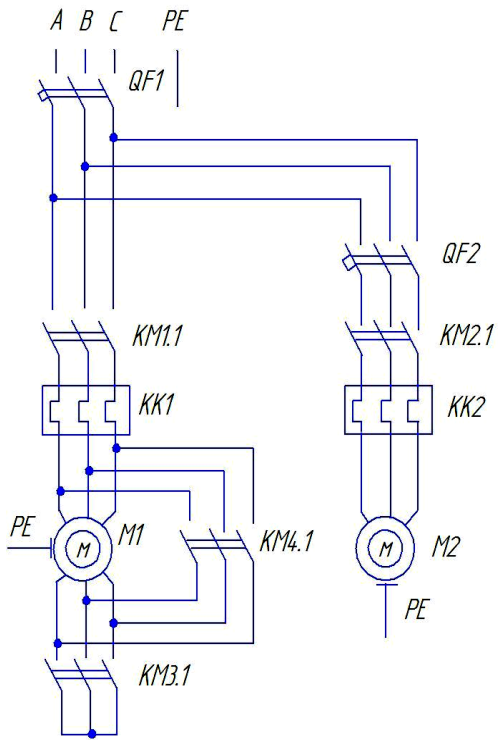 A B C PE
QF1
QF2
KM1.1
KM2.1
KK1
KK2
PE
M1
M
KM4.1
M
M2
PE
KM3.1